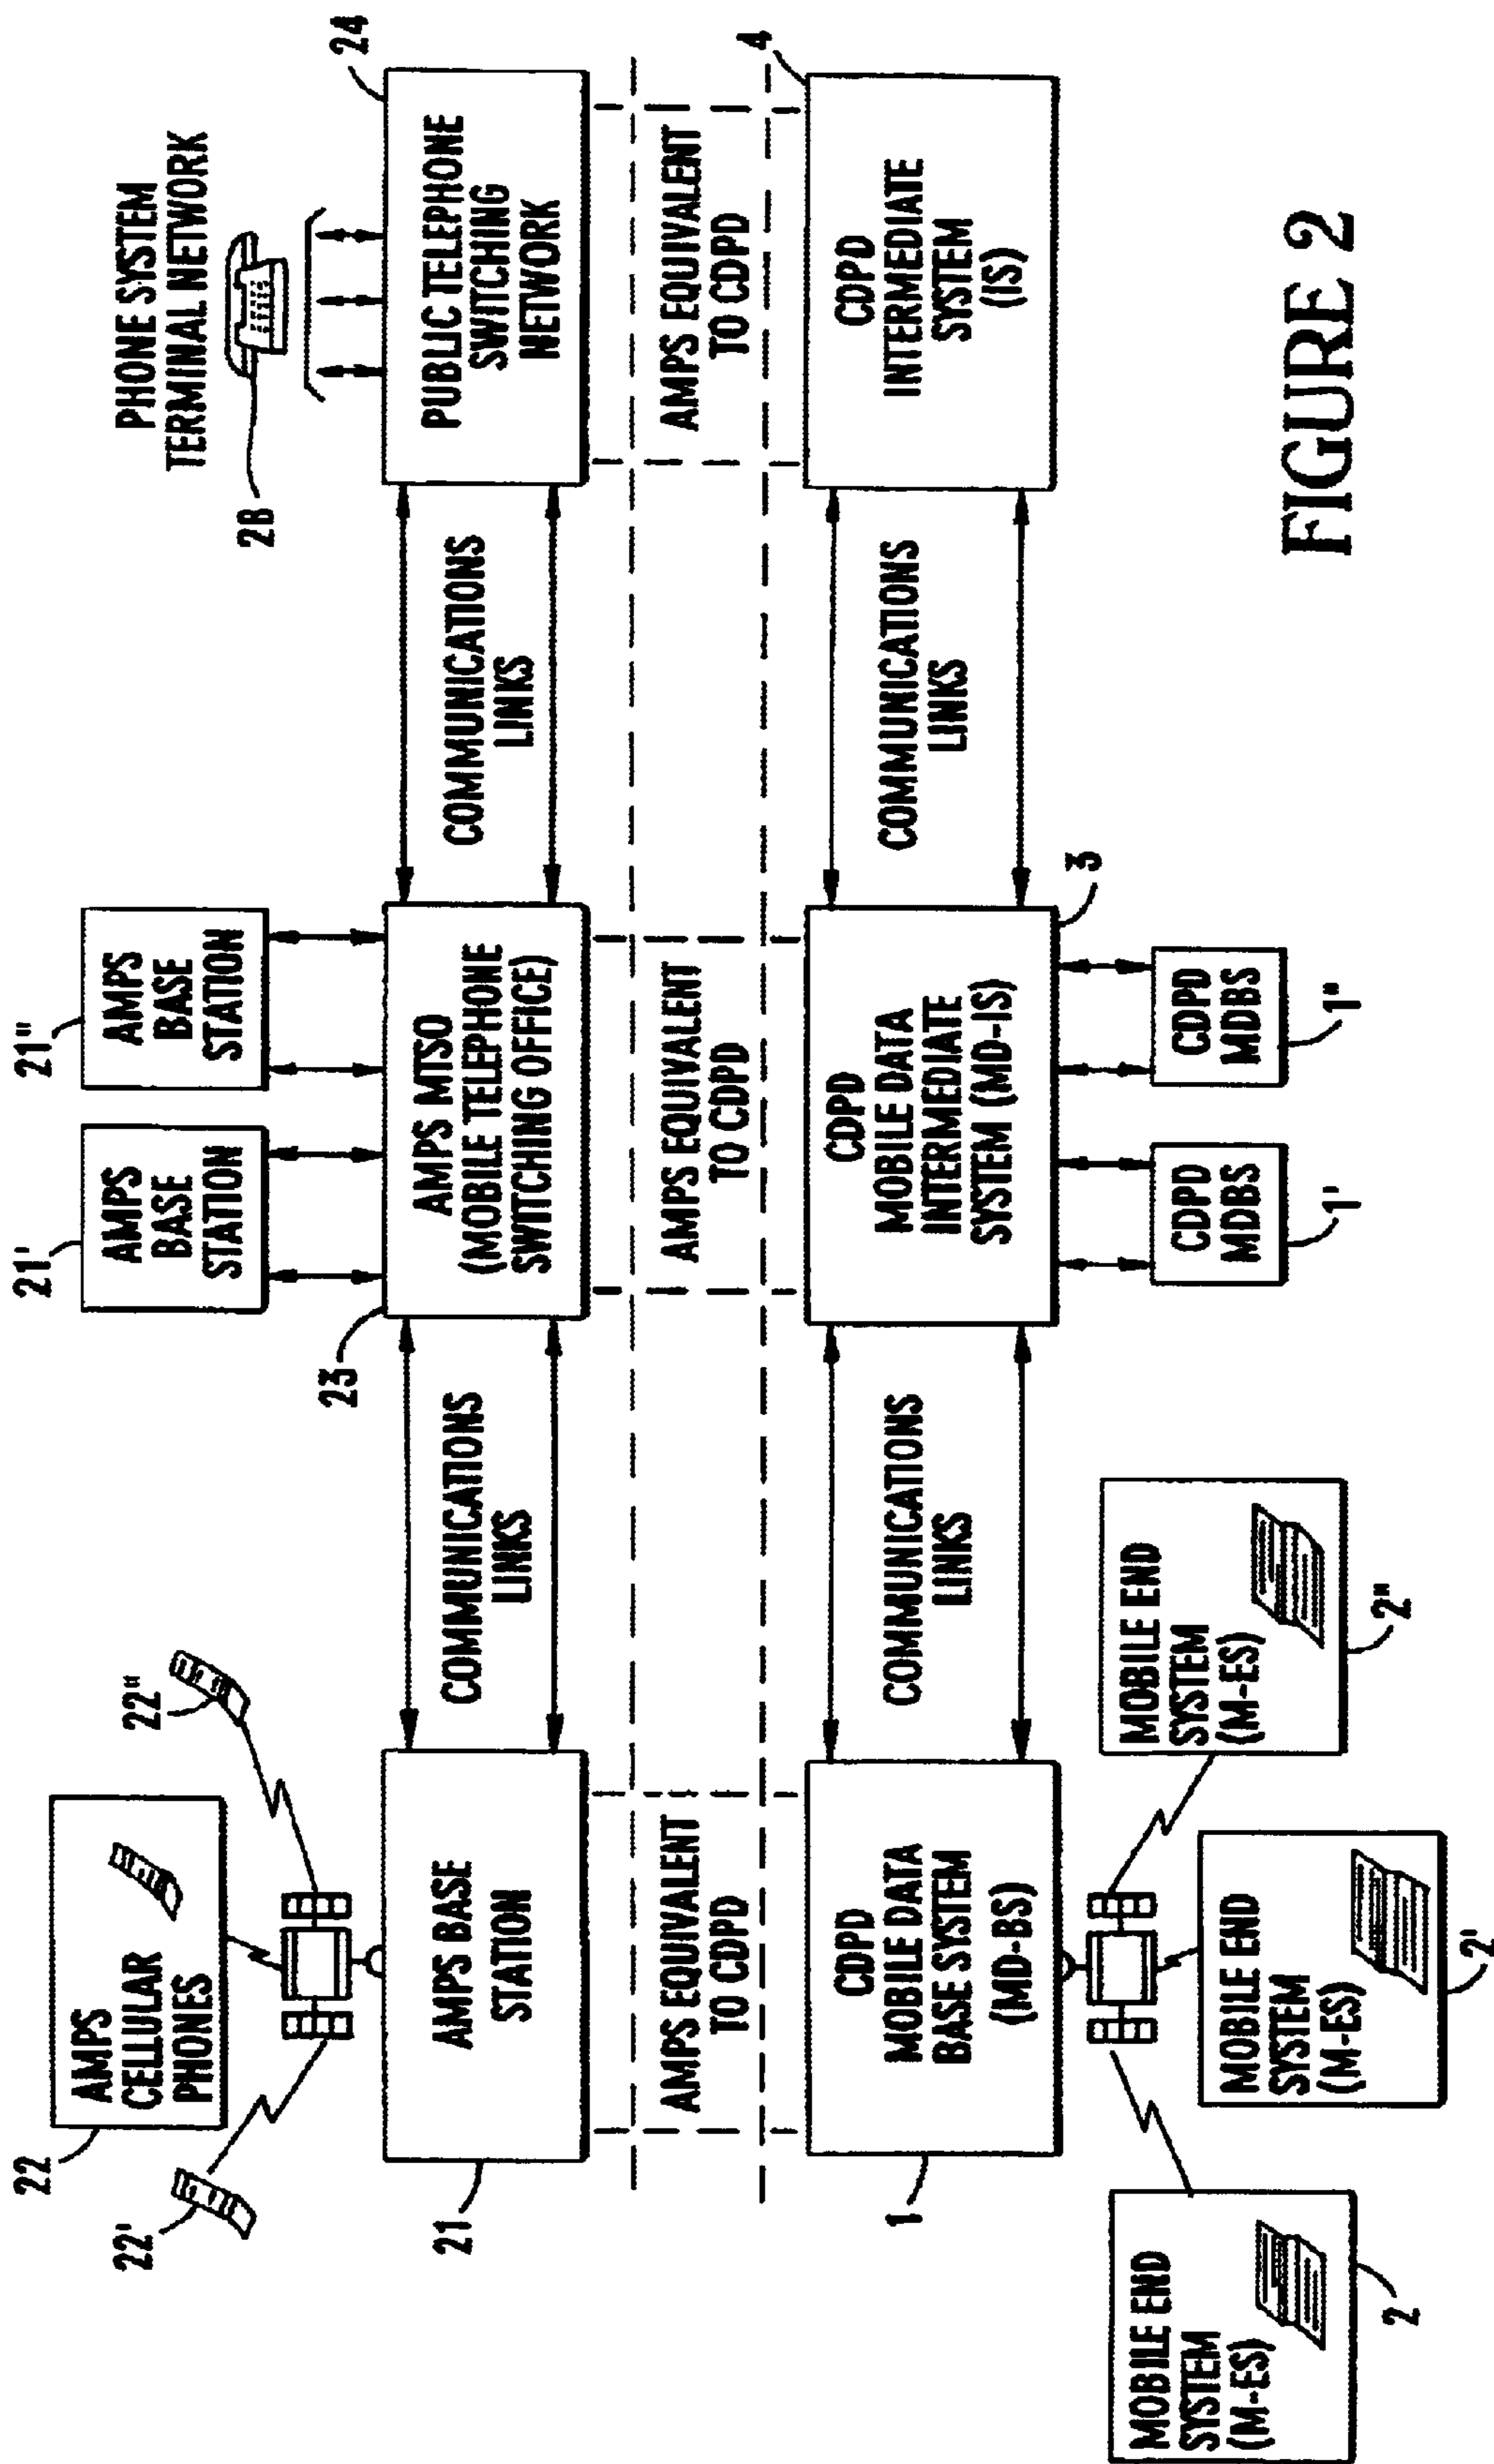 22
AMPS
CELLULAR
PHONES
22'
22"
21
AMPS BASE
STATION
COMMUNICATIONS
LINKS
21'
AMPS
BASE
STATION
21"
AMPS
BASE
STATION
23
AMPS MTSO
(MOBILE TELEPHONE
SWITCHING OFFICE)
COMMUNICATIONS
LINKS
PHONE SYSTEM
TERMINAL NETWORK
28
24
PUBLIC TELEPHONE
SWITCHING
NETWORK
AMPS EQUIVALENT
TO CDPD
AMPS EQUIVALENT
TO CDPD
AMPS EQUIVALENT
TO CDPD
1
CDPD
MOBILE DATA
BASE SYSTEM
(MD-BS)
COMMUNICATIONS
LINKS
CDPD
MOBILE DATA
INTERMEDIATE
SYSTEM (MD-IS)
3
COMMUNICATIONS
LINKS
4
CDPD
INTERMEDIATE
SYSTEM
(IS)
MOBILE END
SYSTEM
(M-ES)
2
MOBILE END
SYSTEM
(M-ES)
2'
MOBILE END
SYSTEM
(M-ES)
2"
CDPD
MDBS
1'
CDPD
MDBS
1"
FIGURE 2